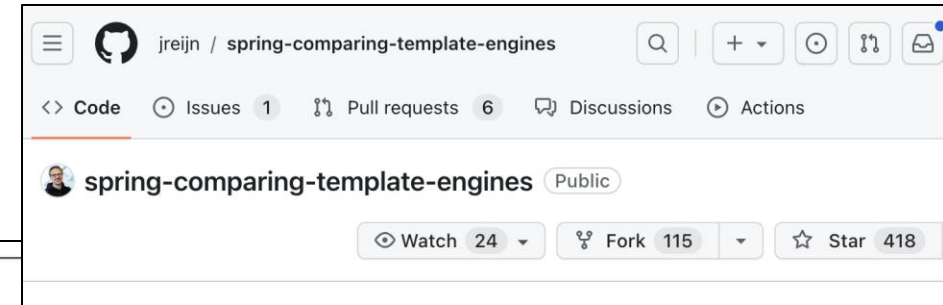 jreijn / spring-comparing-template-engines
Code Issues 1 Pull requests 6 Discussions Actions
spring-comparing-template-engines Public
Watch 24 Fork 115 Star 418